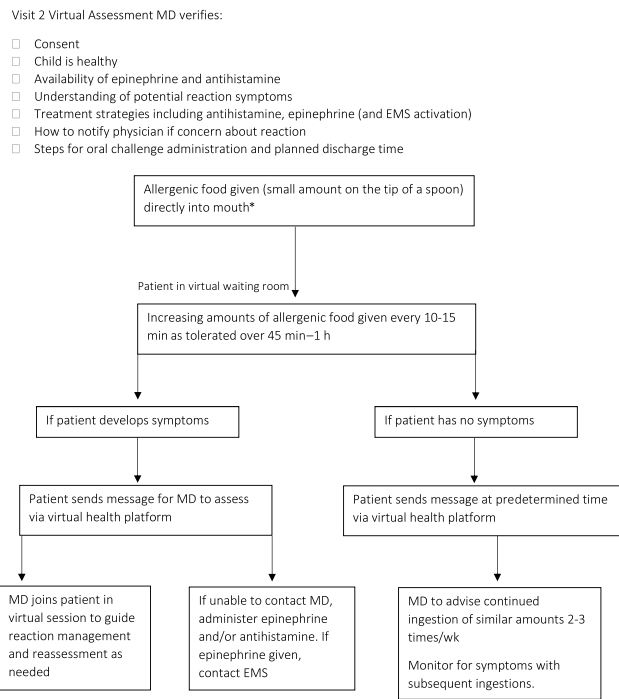 Visit 2 Virtual Assessment MD verifies:
Consent
Child is healthy
Availability of epinephrine and antihistamine
Understanding of potential reaction symptoms
Treatment strategies including antihistamine, epinephrine (and EMS activation)
How to notify physician if concern about reaction
Steps for oral challenge administration and planned discharge time
Allergenic food given (small amount on the tip of a spoon)
directly into mouth*
Patient in virtual waiting room
Increasing amounts of allergenic food given every 10-15
min as tolerated over 45 min–1 h
If patient develops symptoms
If patient has no symptoms
Patient sends message for MD to assess
via virtual health platform
Patient sends message at predetermined time
via virtual health platform
MD joins patient in
virtual session to guide
reaction management
and reassessment as
needed
If unable to contact MD,
administer epinephrine
and/or antihistamine. If
epinephrine given,
contact EMS
MD to advise continued
ingestion of similar amounts 2-3
times/wk
Monitor for symptoms with
subsequent ingestions.